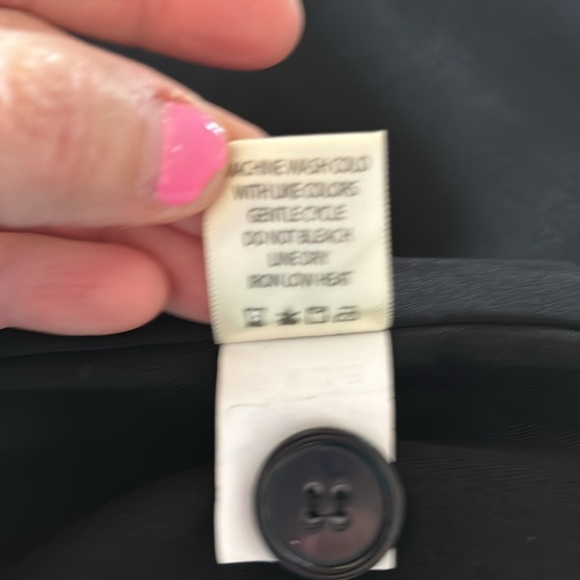 MACHINE WASH COLD
WITH LIKE COLORS
GENTLE CYCLE
DO NOT BLEACH
LINE DRY
IRON LOW HEAT